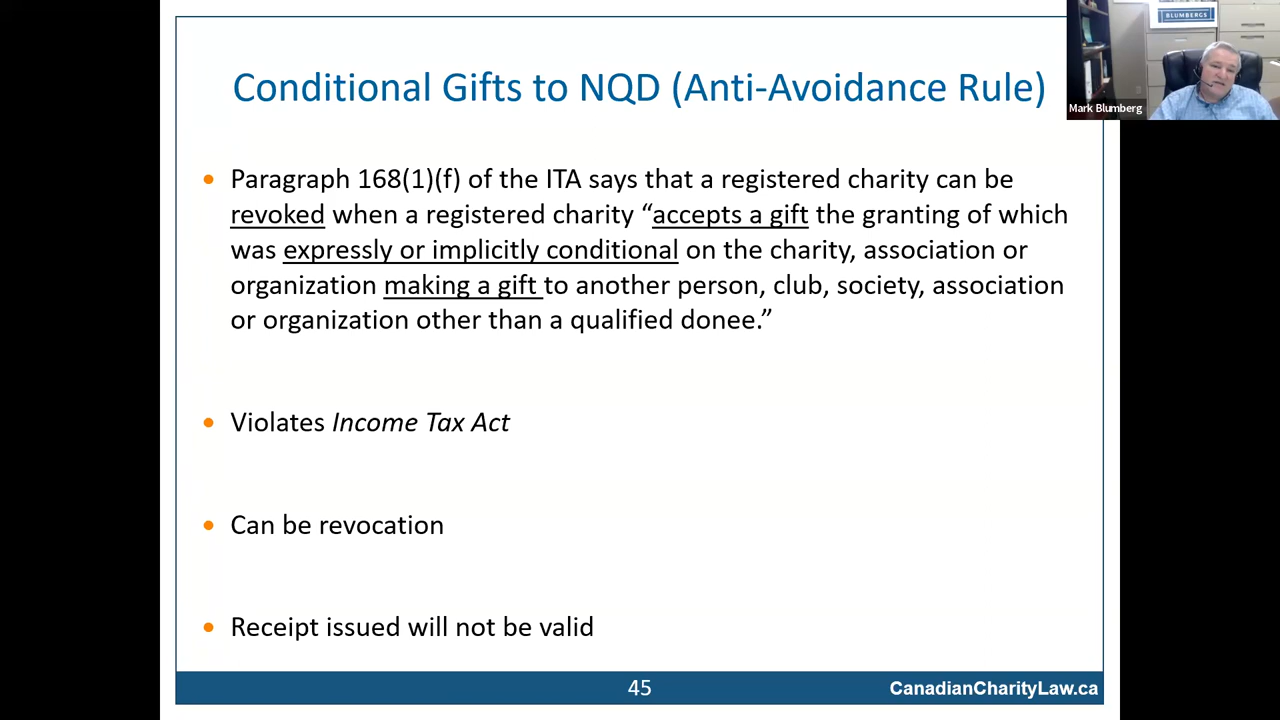 BLUMBERGS
Mark Blumberg
Conditional Gifts to NQD (Anti-Avoidance Rule)
• Paragraph 168(1)(f) of the ITA says that a registered charity can be
revoked when a registered charity “accepts a gift the granting of which
was expressly or implicitly conditional on the charity, association or
organization making a gift to another person, club, society, association
or organization other than a qualified donee.”
• Violates Income Tax Act
• Can be revocation
• Receipt issued will not be valid
45
CanadianCharityLaw.ca